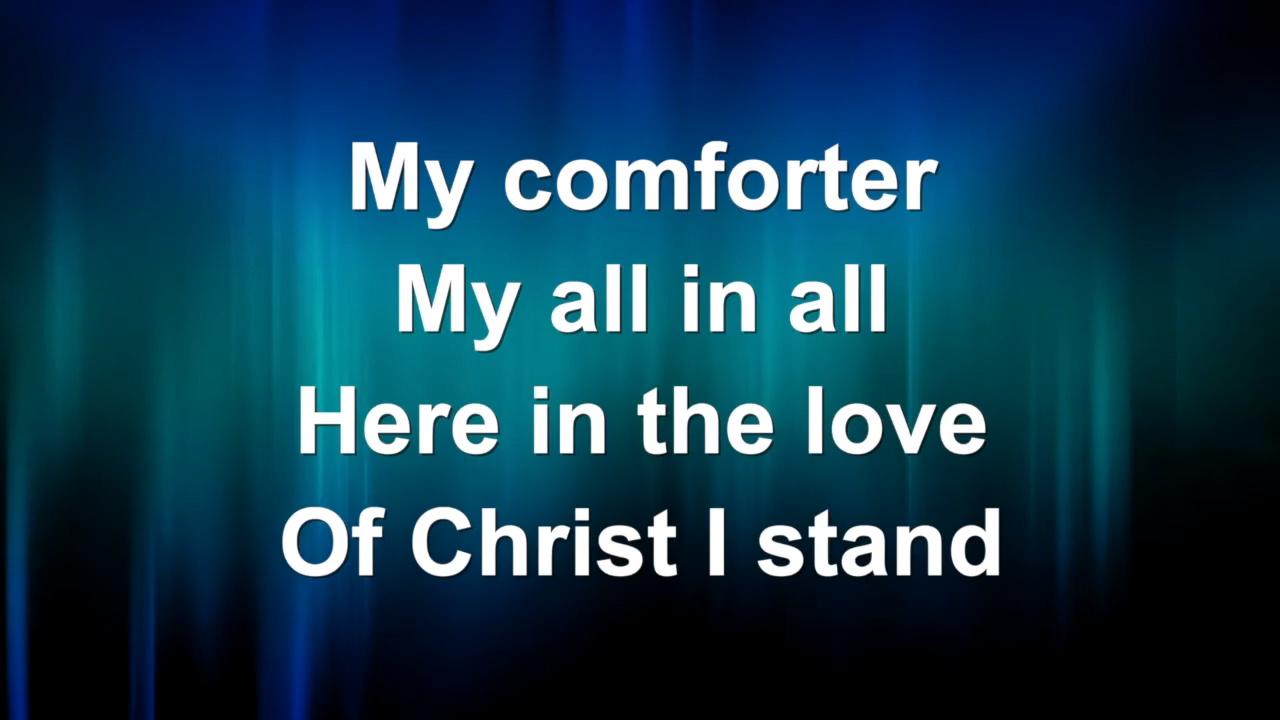 My comforter
My all in all
Here in the love
Of Christ I stand